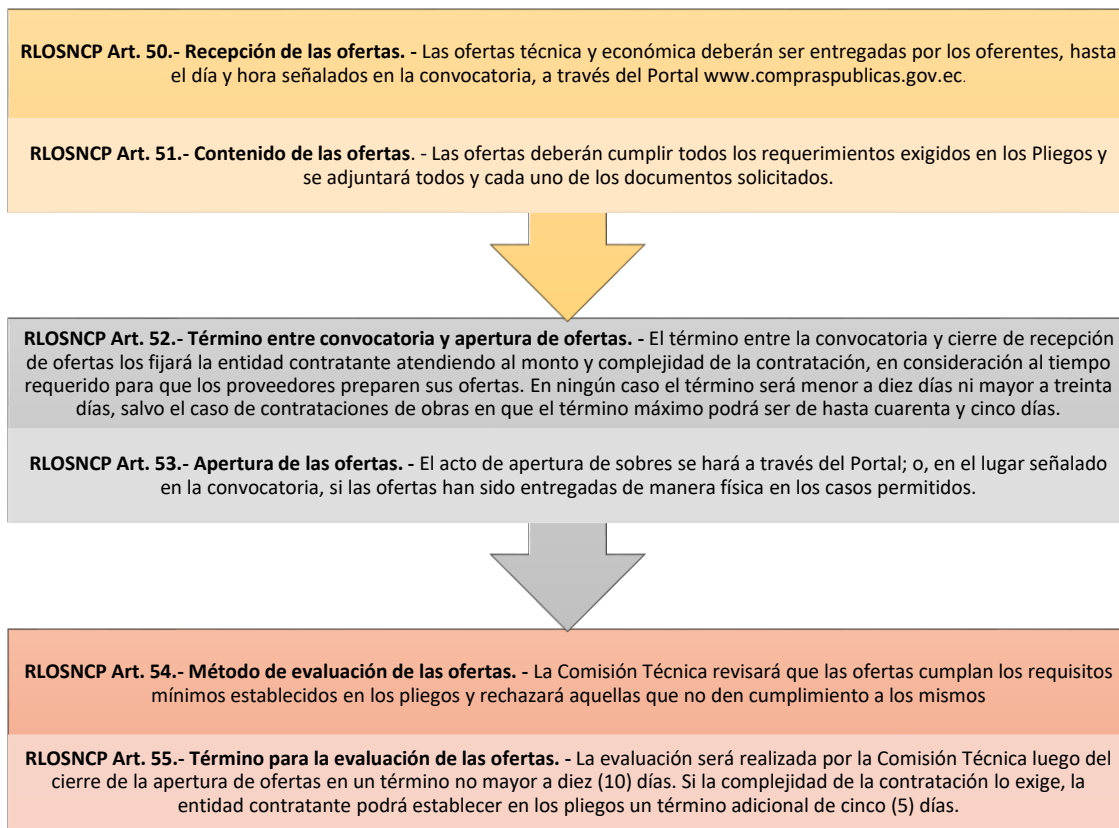 RLOSNCP Art. 50.- Recepción de las ofertas. - Las ofertas técnica y económica deberán ser entregadas por los oferentes, hasta
el día y hora señalados en la convocatoria, a través del Portal www.compraspublicas.gov.ec.
RLOSNCP Art. 51.- Contenido de las ofertas. - Las ofertas deberán cumplir todos los requerimientos exigidos en los Pliegos y
se adjuntará todos y cada uno de los documentos solicitados.
RLOSNCP Art. 52.- Término entre convocatoria y apertura de ofertas. - El término entre la convocatoria y cierre de recepción
de ofertas los fijará la entidad contratante atendiendo al monto y complejidad de la contratación, en consideración al tiempo
requerido para que los proveedores preparen sus ofertas. En ningún caso el término será menor a diez días ni mayor a treinta
días, salvo el caso de contrataciones de obras en que el término máximo podrá ser de hasta cuarenta y cinco días.
RLOSNCP Art. 53.- Apertura de las ofertas. - El acto de apertura de sobres se hará a través del Portal; o, en el lugar señalado
en la convocatoria, si las ofertas han sido entregadas de manera física en los casos permitidos.
RLOSNCP Art. 54.- Método de evaluación de las ofertas. - La Comisión Técnica revisará que las ofertas cumplan los requisitos
mínimos establecidos en los pliegos y rechazará aquellas que no den cumplimiento a los mismos
RLOSNCP Art. 55.- Término para la evaluación de las ofertas. - La evaluación será realizada por la Comisión Técnica luego del
cierre de la apertura de ofertas en un término no mayor a diez (10) días. Si la complejidad de la contratación lo exige, la
entidad contratante podrá establecer en los pliegos un término adicional de cinco (5) días.